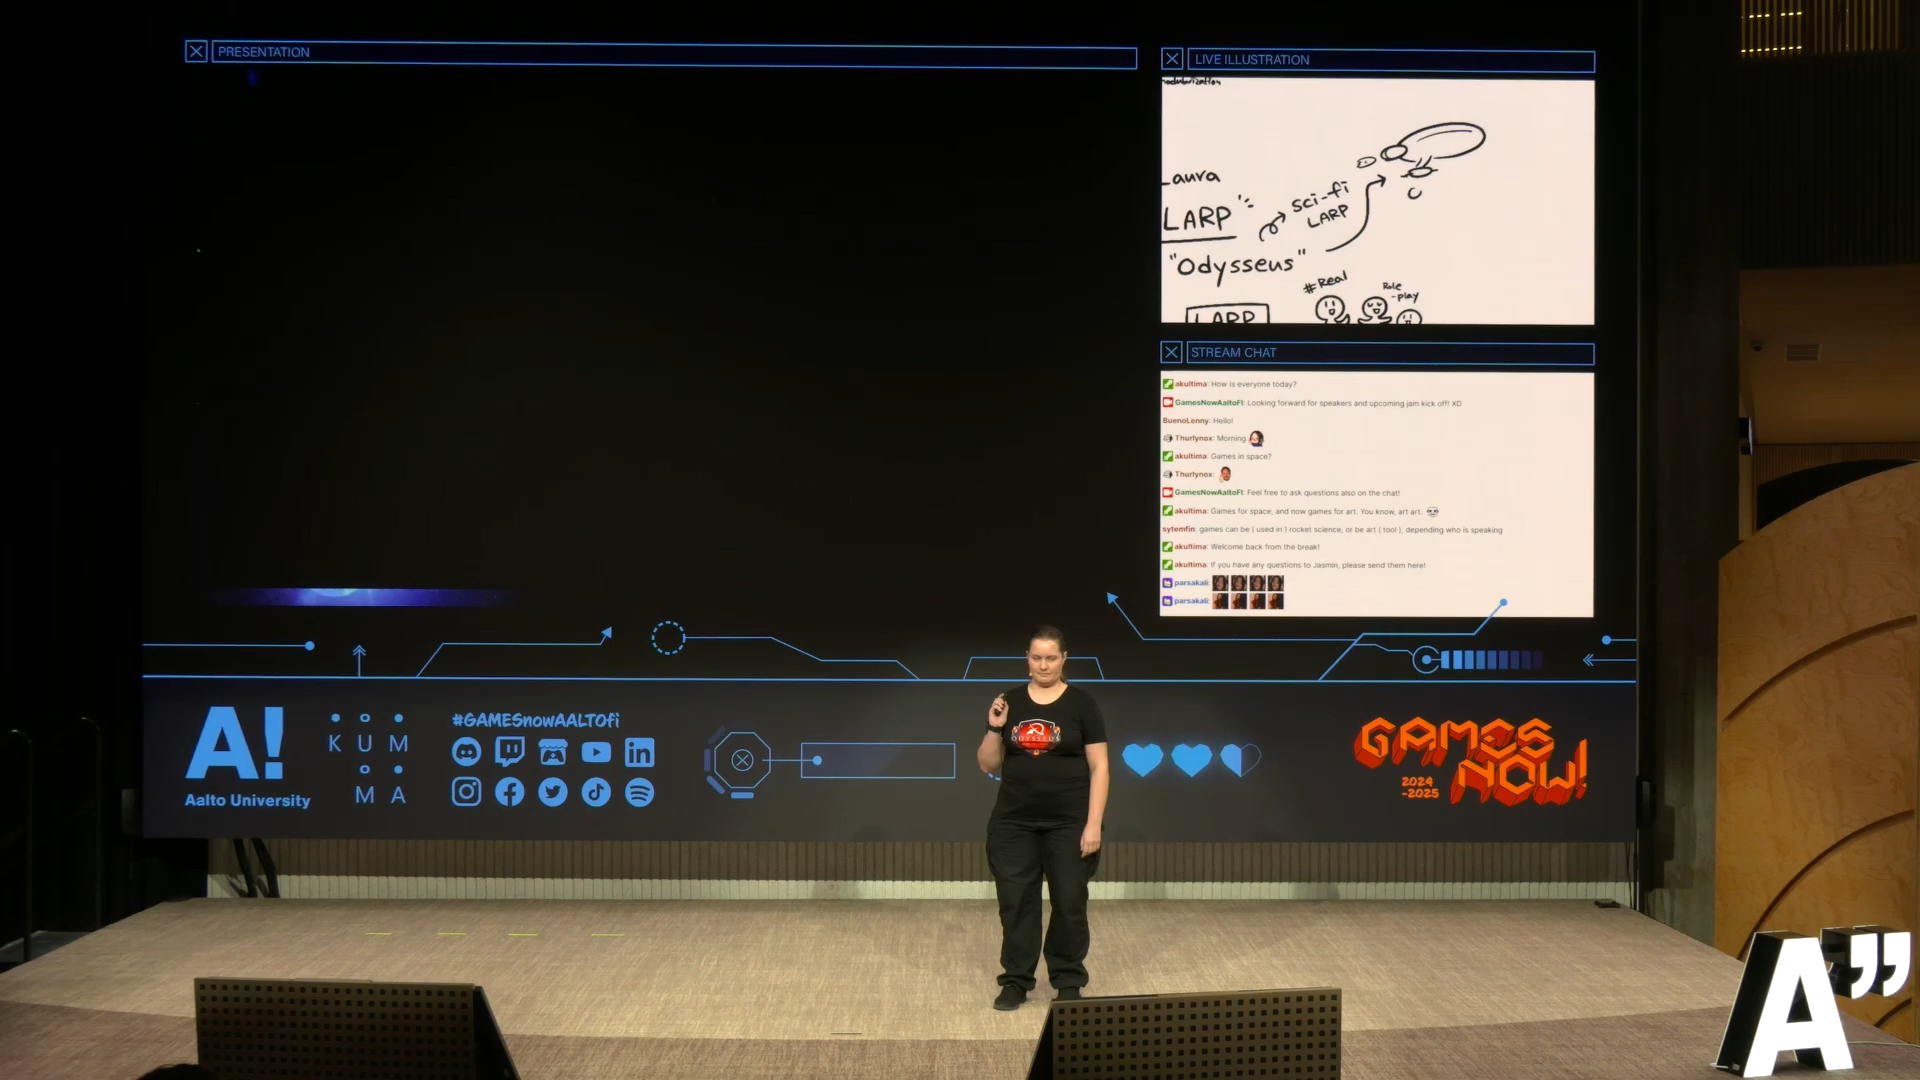 PRESENTATION
LIVE ILLUSTRATION
modularization
Laura
LARP
sci-fi
LARP
"Odysseus"
#Real
Role
-play
LARP
STREAM CHAT
akultima: How is everyone today?
GamesNowAaltoFI: Looking forward for speakers and upcoming jam kick off! XD
BuenoLenny: Hello!
Thurlynox: Morning
akultima: Games in space?
Thurlynox:
GamesNowAaltoFI: Feel free to ask questions also on the chat!
akultima: Games for space, and now games for art. You know, art art.
sytemfin: games can be ( used in ) rocket science, or be art ( tool ), depending who is speaking
akultima: Welcome back from the break!
akultima: If you have any questions to Jasmin, please send them here!
parsakali:
parsakali:
A!
Aalto University
K U M
M A
#GAMESnowAALTOfi
ODYSSEUS
GAMES
NOW!
2024
-2025
A”